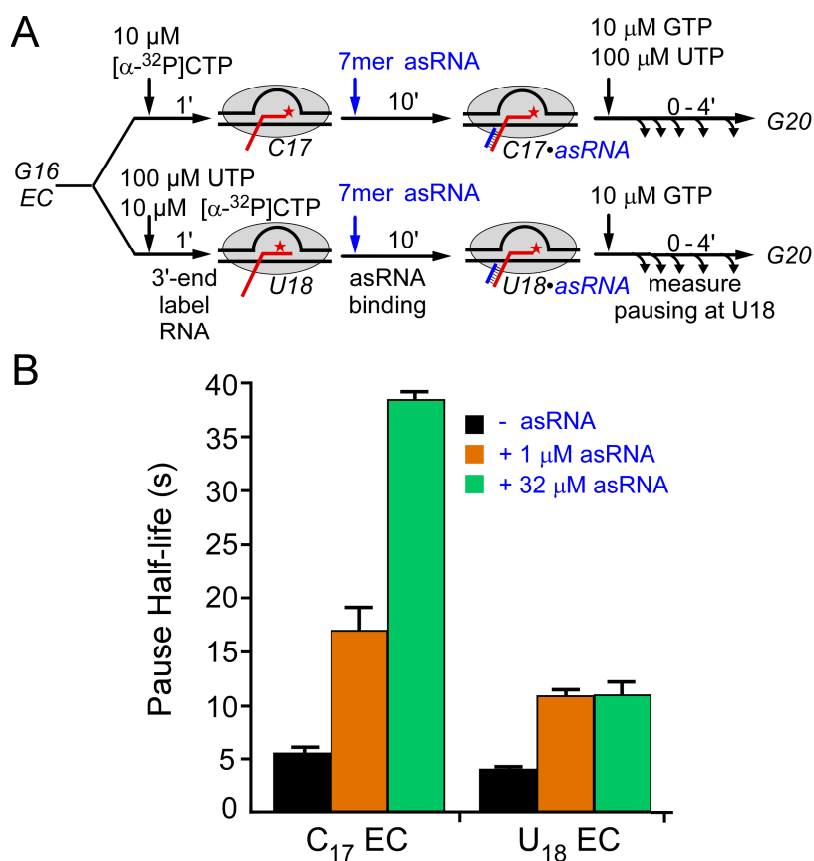 A
10 µM
[α-³²P]CTP
1'
C17
7mer asRNA
10'
C17•asRNA
10 µM GTP
100 µM UTP
0 - 4'
G20
G16
EC
100 µM UTP
10 µM [α-³²P]CTP
1'
3'-end
label
RNA
U18
7mer asRNA
10'
asRNA
binding
U18•asRNA
10 µM GTP
0 - 4'
G20
measure
pausing at U18
B
Pause Half-life (s)
40
35
30
25
20
15
10
5
0
- asRNA
+ 1 µM asRNA
+ 32 µM asRNA
C₁₇ EC
U₁₈ EC